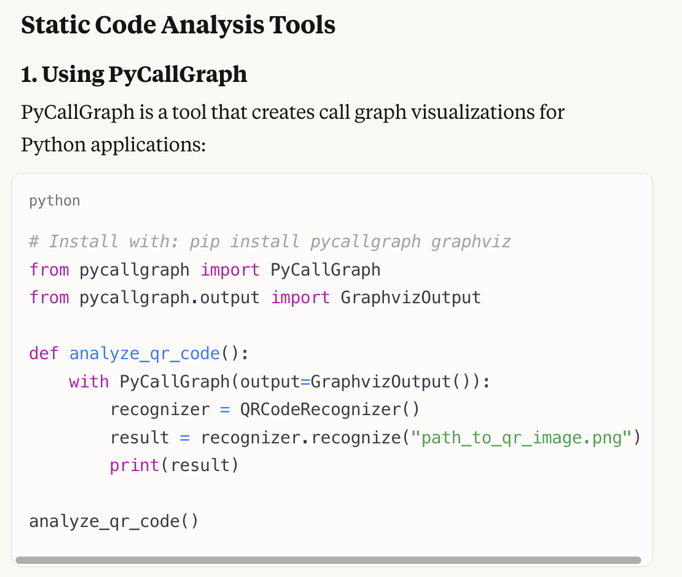 Static Code Analysis Tools
1. Using PyCallGraph
PyCallGraph is a tool that creates call graph visualizations for
Python applications:
python
# Install with: pip install pycallgraph graphviz
from pycallgraph import PyCallGraph
from pycallgraph.output import GraphvizOutput
def analyze_qr_code():
    with PyCallGraph(output=GraphvizOutput()):
        recognizer = QRCodeRecognizer()
        result = recognizer.recognize("path_to_qr_image.png")
        print(result)
analyze_qr_code()